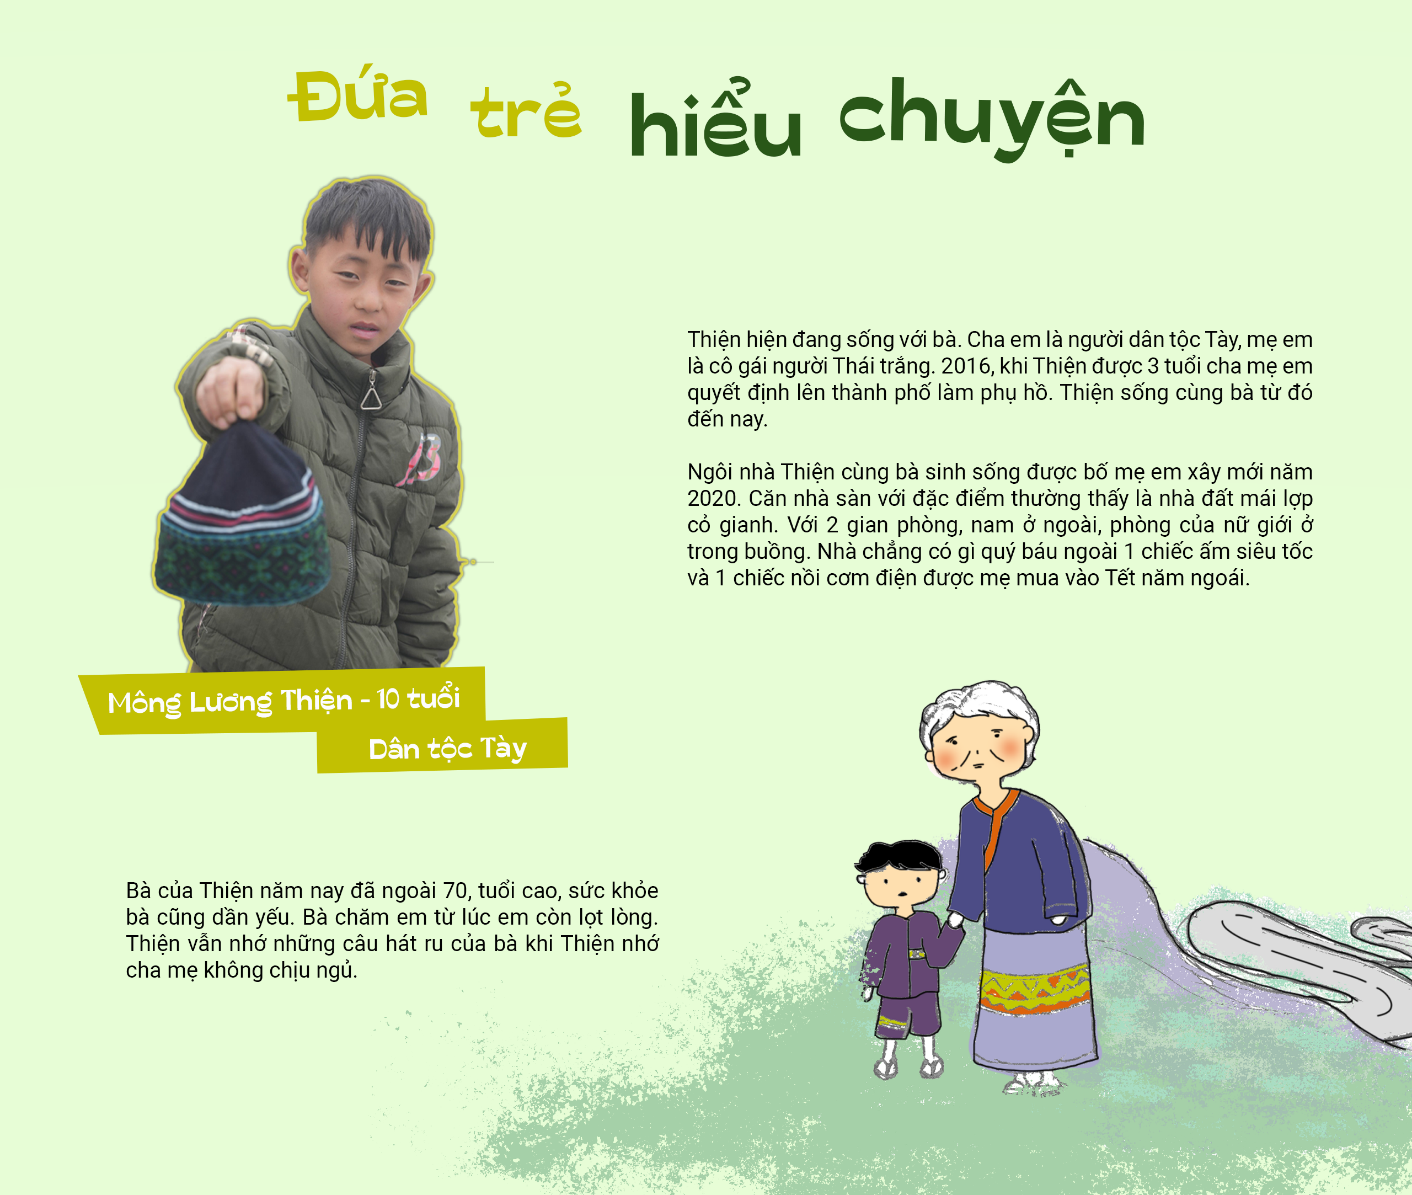 Đứa trẻ hiểu chuyện
Thiện hiện đang sống với bà. Cha em là người dân tộc Tày, mẹ em
là cô gái người Thái trắng. 2016, khi Thiện được 3 tuổi cha mẹ em
quyết định lên thành phố làm phụ hồ. Thiện sống cùng bà từ đó
đến nay.
Ngôi nhà Thiện cùng bà sinh sống được bố mẹ em xây mới năm
2020. Căn nhà sàn với đặc điểm thường thấy là nhà đất mái lợp
cỏ gianh. Với 2 gian phòng, nam ở ngoài, phòng của nữ giới ở
trong buồng. Nhà chẳng có gì quý báu ngoài 1 chiếc ấm siêu tốc
và 1 chiếc nồi cơm điện được mẹ mua vào Tết năm ngoái.
Mông Lương Thiện - 10 tuổi
Dân tộc Tày
Bà của Thiện năm nay đã ngoài 70, tuổi cao, sức khỏe
bà cũng dần yếu. Bà chăm em từ lúc em còn lọt lòng.
Thiện vẫn nhớ những câu hát ru của bà khi Thiện nhớ
cha mẹ không chịu ngủ.